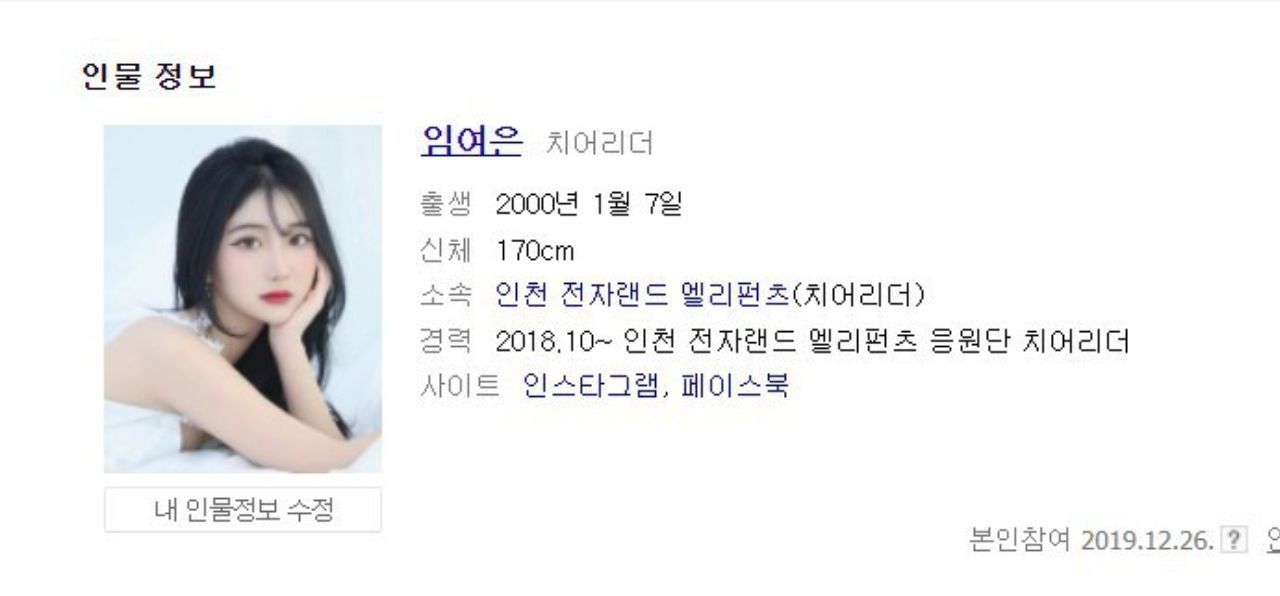 인물 정보
임여은 치어리더
출생 2000년 1월 7일
신체 170cm
소속 인천 전자랜드 엘리펀츠(치어리더)
경력 2018.10~ 인천 전자랜드 엘리펀츠 응원단 치어리더
사이트 인스타그램, 페이스북
내 인물정보 수정
본인참여 2019.12.26. ?